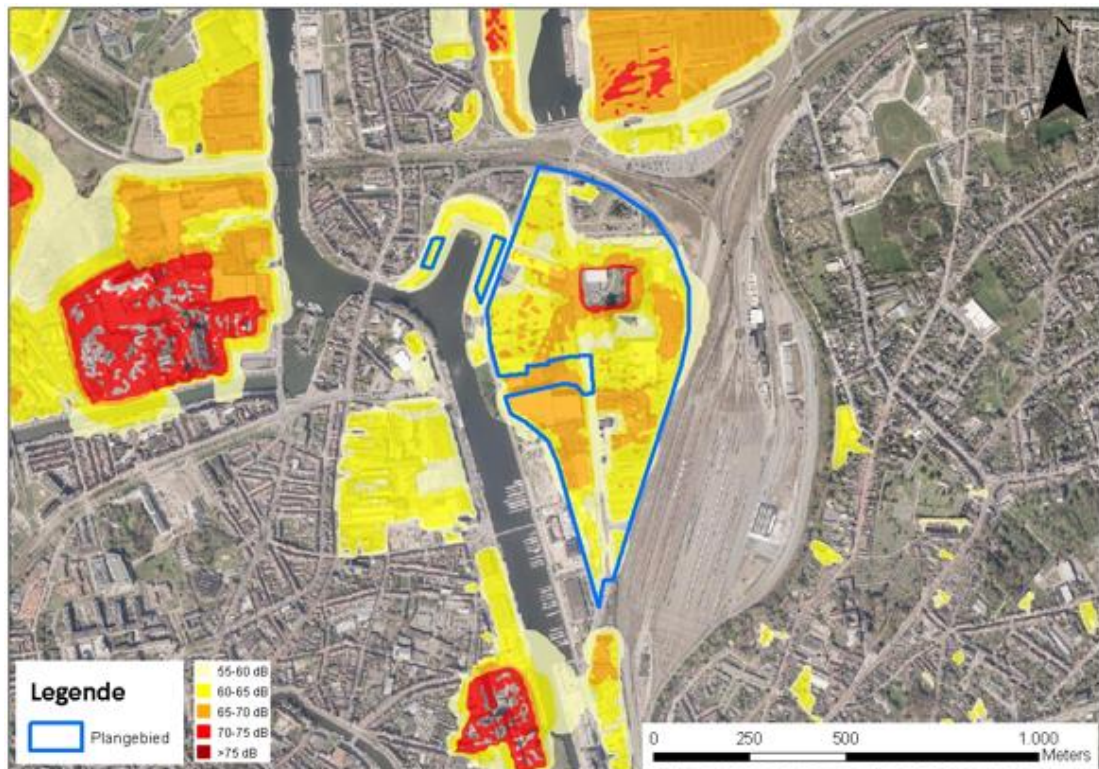 N
Legende
Plangebied
55-60 dB
60-65 dB
65-70 dB
70-75 dB
>75 dB
0 250 500 1.000
Meters